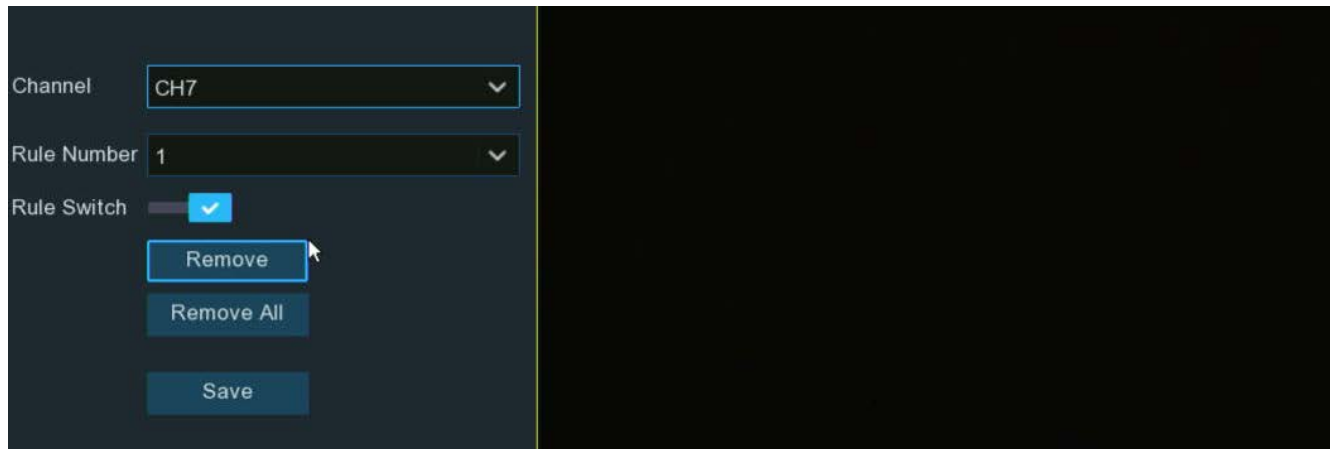 Channel CH7
Rule Number 1
Rule Switch
Remove
Remove All
Save